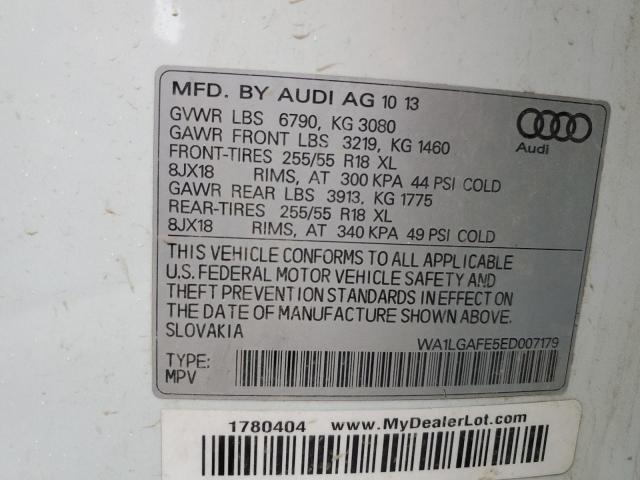 MFD. BY AUDI AG 10 13
GVWR LBS 6790, KG 3080
GAWR FRONT LBS 3219, KG 1460
FRONT-TIRES 255/55 R18 XL
8JX18 RIMS, AT 300 KPA 44 PSI COLD
GAWR REAR LBS 3913, KG 1775
REAR-TIRES 255/55 R18 XL
8JX18 RIMS, AT 340 KPA 49 PSI COLD
Audi
THIS VEHICLE CONFORMS TO ALL APPLICABLE
U.S. FEDERAL MOTOR VEHICLE SAFETY AND
THEFT PREVENTION STANDARDS IN EFFECT ON
THE DATE OF MANUFACTURE SHOWN ABOVE.
SLOVAKIA
WA1LGAFE5ED007179
TYPE:
MPV
1780404 www.MyDealerLot.com